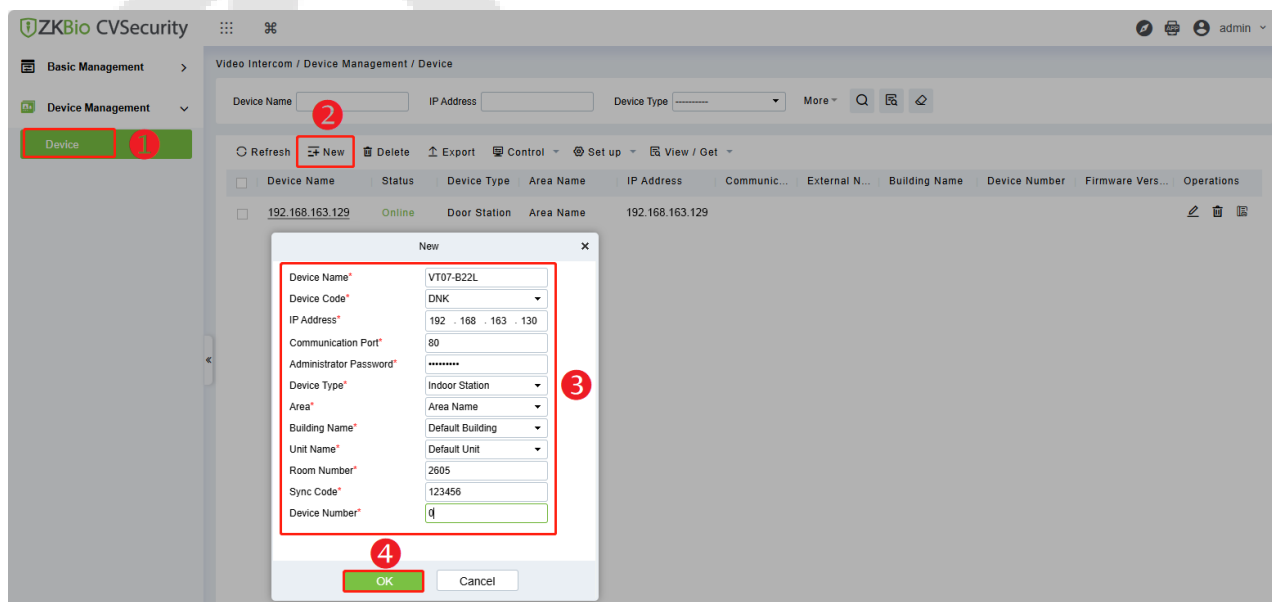 ZKBio CVSecurity
admin
Basic Management
Device Management
Device 1
Video Intercom / Device Management / Device
Device Name IP Address Device Type ---------- More
2
Refresh New Delete Export Control Set up View / Get
Device Name Status Device Type Area Name IP Address Communic... External N... Building Name Device Number Firmware Vers... Operations
192.168.163.129 Online Door Station Area Name 192.168.163.129
New
Device Name* VT07-B22L
Device Code* DNK
IP Address* 192 . 168 . 163 . 130
Communication Port* 80
Administrator Password* •••••••••
Device Type* Indoor Station
3
Area* Area Name
Building Name* Default Building
Unit Name* Default Unit
Room Number* 2605
Sync Code* 123456
Device Number* 0
4
OK Cancel